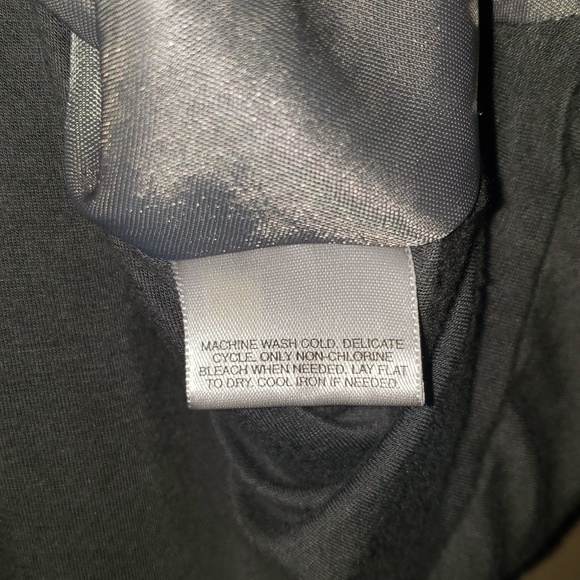 MACHINE WASH COLD. DELICATE
CYCLE. ONLY NON-CHLORINE
BLEACH WHEN NEEDED. LAY FLAT
TO DRY. COOL IRON IF NEEDED.